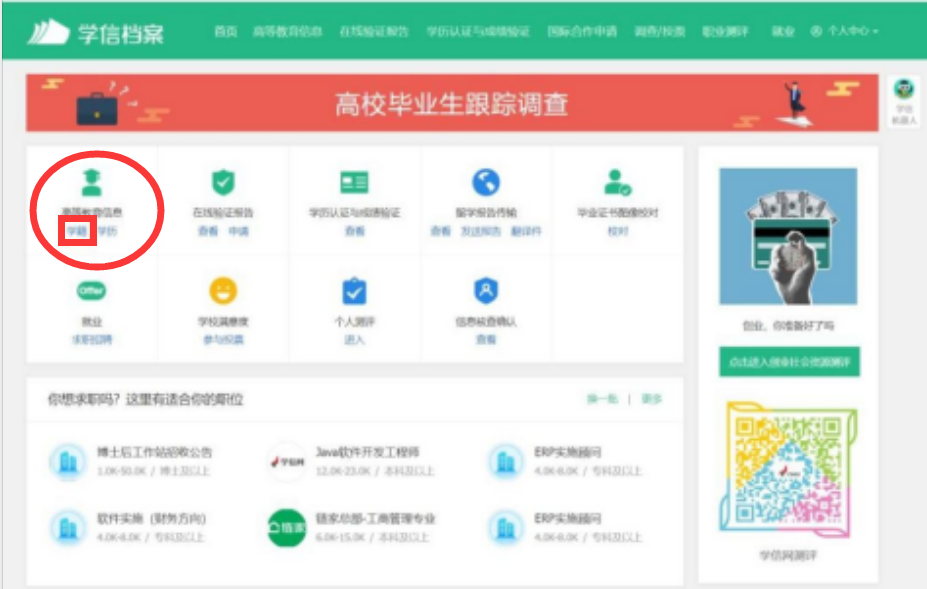 学信档案
首页 高等教育信息 在线验证报告 学历认证与成绩验证 国际合作申请 调查/投票 职业测评 就业 个人中心
高校毕业生跟踪调查
学信
机器人
高等教育信息
学籍 学历
在线验证报告
查看 申请
学历认证与成绩验证
查看
留学报告传输
查看 发送报告 翻译件
毕业证书图像校对
校对
Offer
就业
求职招聘
学校满意度
参与投票
个人测评
进入
信息核查确认
查看
创业，你准备好了吗
点击进入创业社会资源测评
你想求职吗？这里有适合你的职位
换一批 | 更多
博士后工作站招收公告
1.0K-50.0K / 博士及以上
学信网
Java软件开发工程师
12.0K-23.0K / 本科及以上
ERP实施顾问
4.0K-8.0K / 专科及以上
软件实施（财务方向）
4.0K-8.0K / 专科及以上
链家
链家总部-工商管理专业
6.0K-15.0K / 本科及以上
ERP实施顾问
4.0K-8.0K / 专科及以上
学信网测评